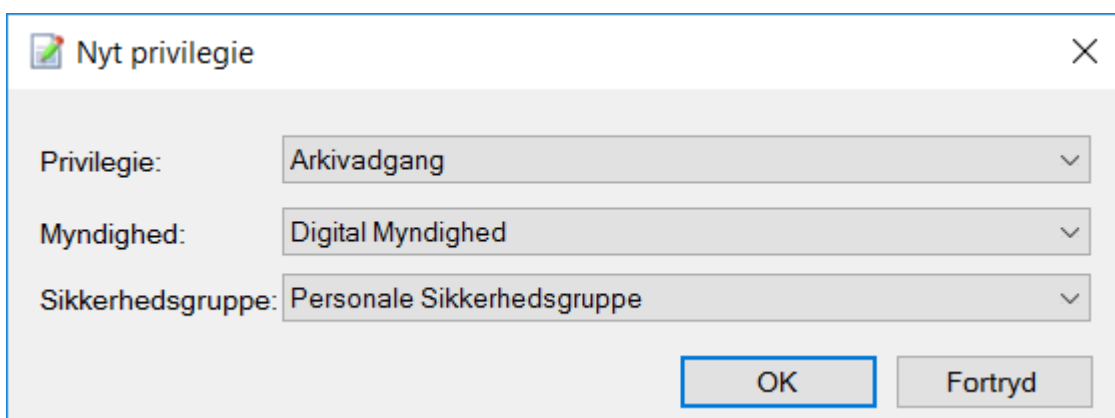 Nyt privilegie
Privilegie: Arkivadgang
Myndighed: Digital Myndighed
Sikkerhedsgruppe: Personale Sikkerhedsgruppe
OK Fortryd